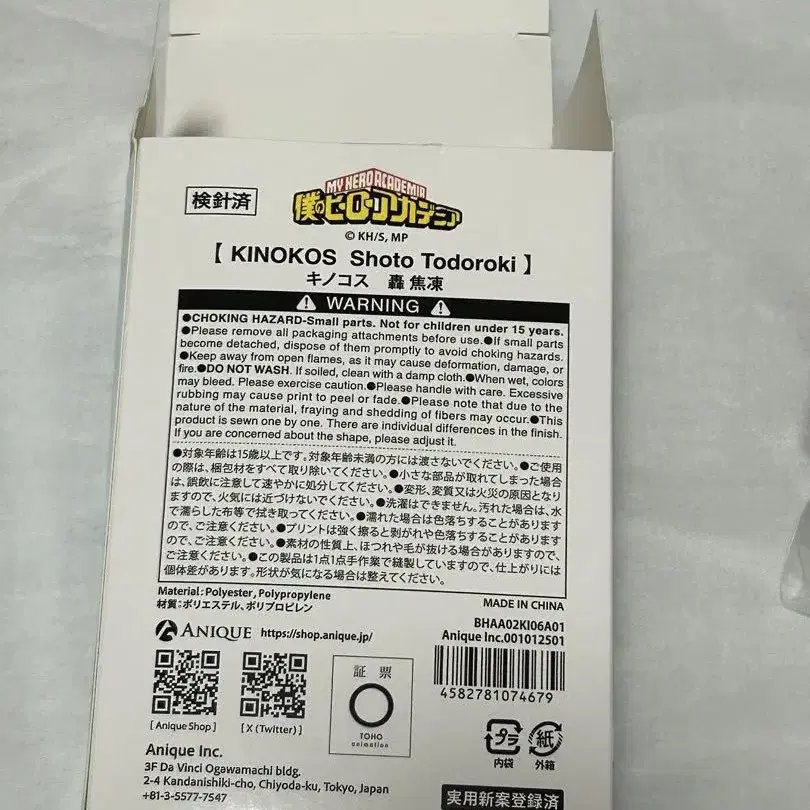 検針済
MY HERO ACADEMIA
僕のヒーローアカデミア
© KH/S, MP
【 KINOKOS Shoto Todoroki 】
キノコス 轟 焦凍
WARNING
●CHOKING HAZARD-Small parts. Not for children under 15 years.
●Please remove all packaging attachments before use.●If small parts
become detached, dispose of them promptly to avoid choking hazards.
●Keep away from open flames, as it may cause deformation, damage, or
fire.●DO NOT WASH. If soiled, clean with a damp cloth.●When wet, colors
may bleed. Please exercise caution.●Please handle with care. Excessive
rubbing may cause print to peel or fade.●Please note that due to the
nature of the material, fraying and shedding of fibers may occur.●This
product is sewn one by one. There are individual differences in the finish.
If you are concerned about the shape, please adjust it.
●対象年齢は15歳以上です。対象年齢未満の方には渡さないでください。●ご使用
の際は、梱包材をすべて取り除いてください。●小さな部品が取れてしまった場合
は、誤飲に注意して速やかに処分してください。●変形、変質又は火災の原因となり
ますので、火気には近づけないでください。●洗濯はできません。汚れた場合は、水
で濡らした布等で拭き取ってください。●濡れた場合は色落ちすることがあります
ので、ご注意ください。●プリントは強く擦ると剥がれや色落ちすることがあります
ので、ご注意ください。●素材の性質上、ほつれや毛が抜ける場合がありますので、
ご注意ください。●この製品は1点1点手作業で縫製していますので、仕上がりには
個体差があります。形状が気になる場合は整えてください。
Material: Polyester, Polypropylene
材質：ポリエステル、ポリプロピレン
MADE IN CHINA
BHAA02KI06A01
Anique Inc.001012501
ANIQUE https://shop.anique.jp/
4582781074679
証 票
TOHO
animation
[ Anique Shop ]
[ X (Twitter) ]
プラ
内袋
紙
外箱
Anique Inc.
3F Da Vinci Ogawamachi bldg.
2-4 Kandanishiki-cho, Chiyoda-ku, Tokyo, Japan
+81-3-5577-7547
実用新案登録済